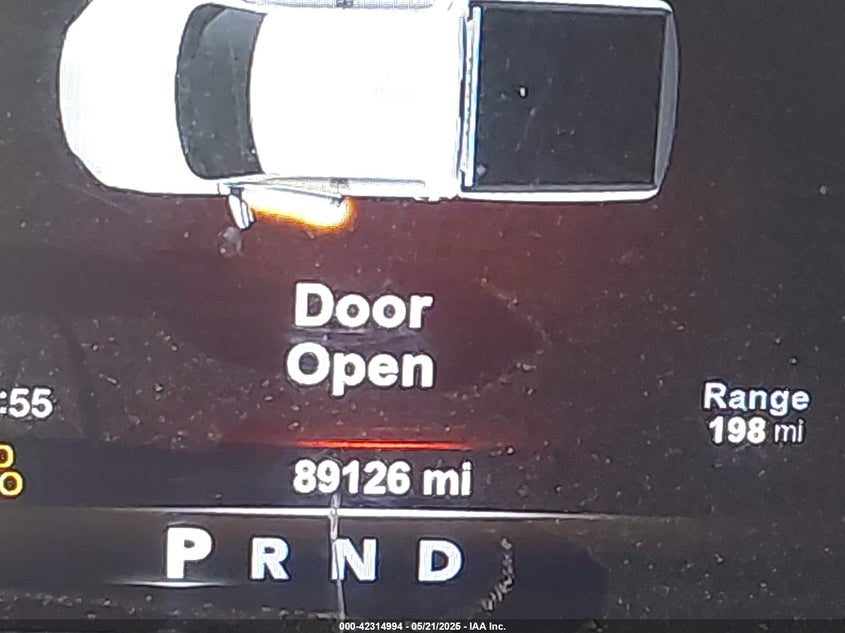 Door
Open
:55
Range
198 mi
89126 mi
P R N D
000-42314994 - 05/21/2025 - IAA Inc.